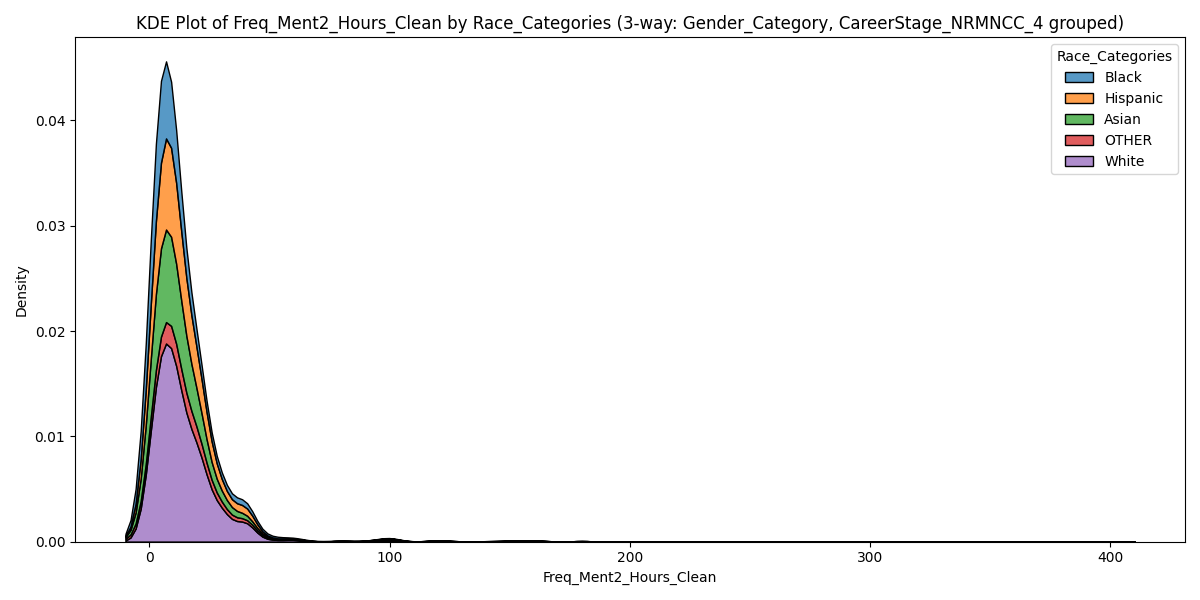 KDE Plot of Freq_Ment2_Hours_Clean by Race_Categories (3-way: Gender_Category, CareerStage_NRMNCC_4 grouped)
Race_Categories
Black
Hispanic
Asian
OTHER
White
Density
0.04
0.03
0.02
0.01
0.00
0 100 200 300 400
Freq_Ment2_Hours_Clean